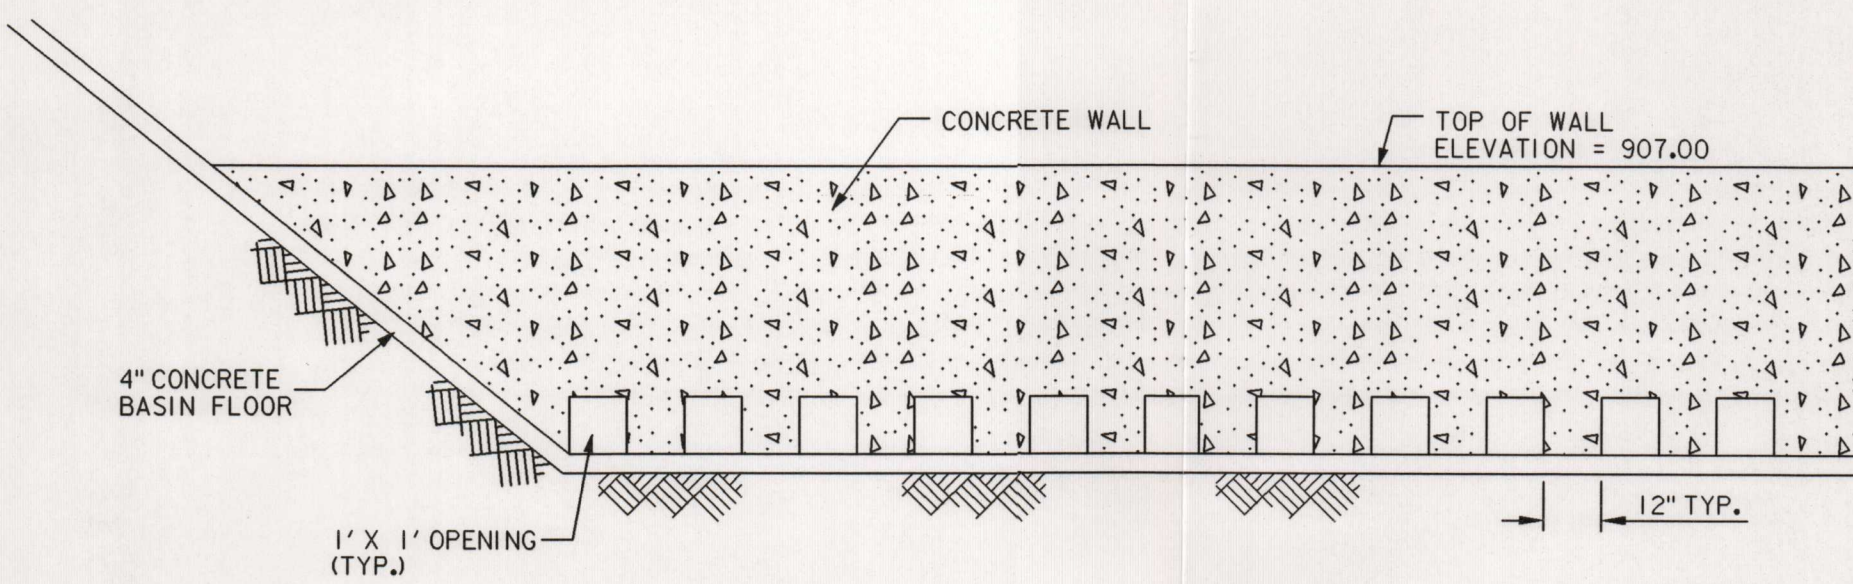 CONCRETE WALL
TOP OF WALL
ELEVATION = 907.00
4" CONCRETE
BASIN FLOOR
1' X 1' OPENING
(TYP.)
12" TYP.